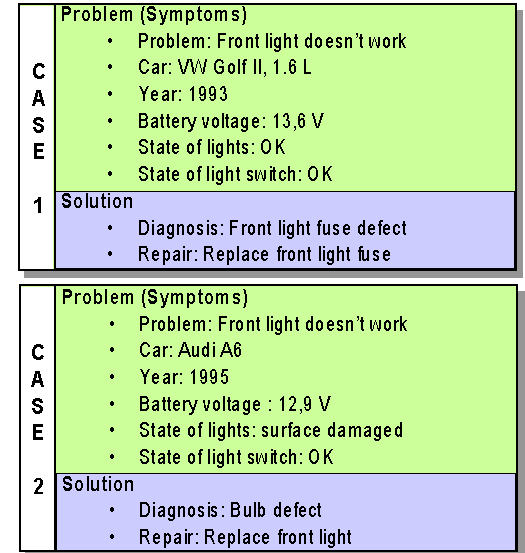 CASE 1
Problem (Symptoms)
• Problem: Front light doesn't work
• Car: VW Golf II, 1.6 L
• Year: 1993
• Battery voltage: 13,6 V
• State of lights: OK
• State of light switch: OK
Solution
• Diagnosis: Front light fuse defect
• Repair: Replace front light fuse
CASE 2
Problem (Symptoms)
• Problem: Front light doesn't work
• Car: Audi A6
• Year: 1995
• Battery voltage : 12,9 V
• State of lights: surface damaged
• State of light switch: OK
Solution
• Diagnosis: Bulb defect
• Repair: Replace front light